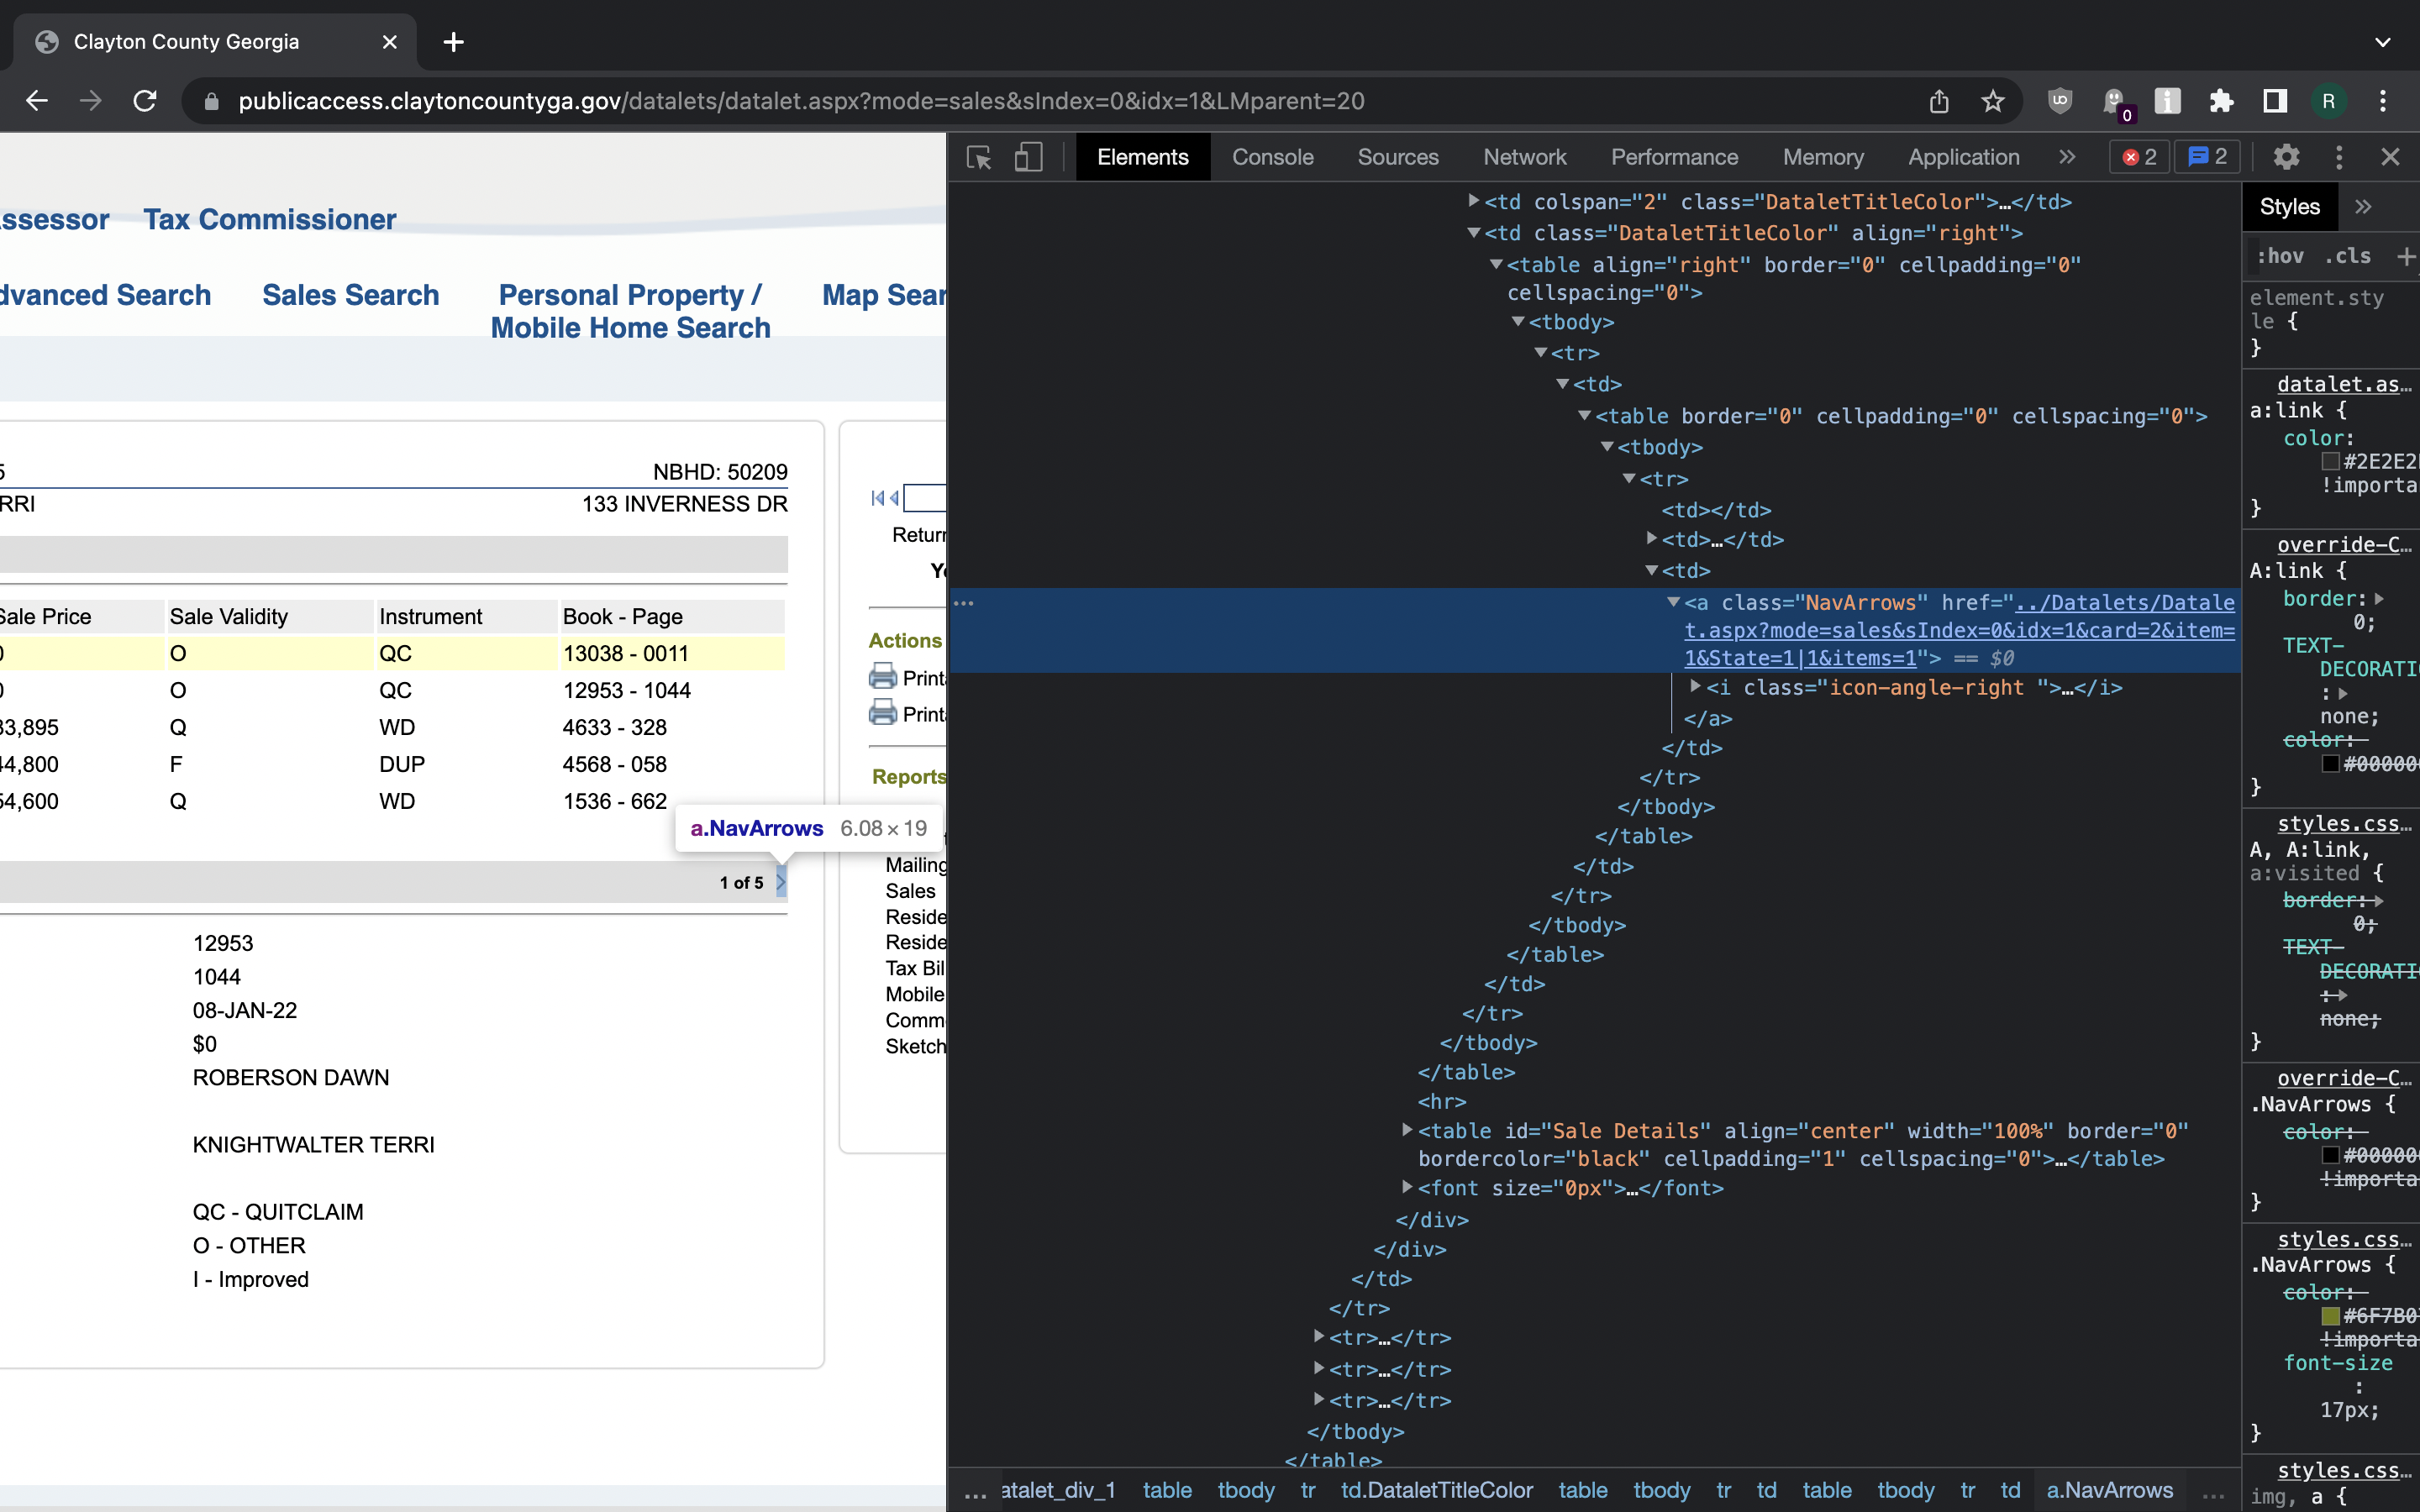 Clayton County Georgia
publicaccess.claytoncountyga.gov/datalets/datalet.aspx?mode=sales&sIndex=0&idx=1&LMparent=20
0
R
ssessor Tax Commissioner
dvanced Search Sales Search Personal Property / Map Sear
Mobile Home Search
5 NBHD: 50209
RRI 133 INVERNESS DR
Sale Price Sale Validity Instrument Book - Page
0 O QC 13038 - 0011
0 O QC 12953 - 1044
33,895 Q WD 4633 - 328
44,800 F DUP 4568 - 058
54,600 Q WD 1536 - 662
a.NavArrows 6.08 × 19
1 of 5
12953
1044
08-JAN-22
$0
ROBERSON DAWN
KNIGHTWALTER TERRI
QC - QUITCLAIM
O - OTHER
I - Improved
Return
Yo
Actions
Printa
Printa
Reports
Mailing
Sales
Reside
Reside
Tax Bil
Mobile
Comm
Sketch
Elements Console Sources Network Performance Memory Application » 2 2
<td colspan="2" class="DataletTitleColor">…</td>
<td class="DataletTitleColor" align="right">
<table align="right" border="0" cellpadding="0"
cellspacing="0">
<tbody>
<tr>
<td>
<table border="0" cellpadding="0" cellspacing="0">
<tbody>
<tr>
<td></td>
<td>…</td>
<td>
… <a class="NavArrows" href="../Datalets/Datale
t.aspx?mode=sales&sIndex=0&idx=1&card=2&item=
1&State=1|1&items=1"> == $0
<i class="icon-angle-right ">…</i>
</a>
</td>
</tr>
</tbody>
</table>
</td>
</tr>
</tbody>
</table>
</td>
</tr>
</tbody>
</table>
<hr>
<table id="Sale Details" align="center" width="100%" border="0"
bordercolor="black" cellpadding="1" cellspacing="0">…</table>
<font size="0px">…</font>
</div>
</div>
</td>
</tr>
<tr>…</tr>
<tr>…</tr>
<tr>…</tr>
</tbody>
</table>
… atalet_div_1 table tbody tr td.DataletTitleColor table tbody tr td table tbody tr td a.NavArrows …
Styles »
:hov .cls +
element.sty
le {
}
datalet.as…
a:link {
color:
#2E2E2
!importa
}
override-C…
A:link {
border:
0;
TEXT-
DECORATI
:
none;
color:
#000000
}
styles.css…
A, A:link,
a:visited {
border:
0;
TEXT-
DECORATI
:
none;
}
override-C…
.NavArrows {
color:
#000000
!importa
}
styles.css…
.NavArrows {
color:
#6F7B0
!importa
font-size
:
17px;
}
styles.css…
img, a {